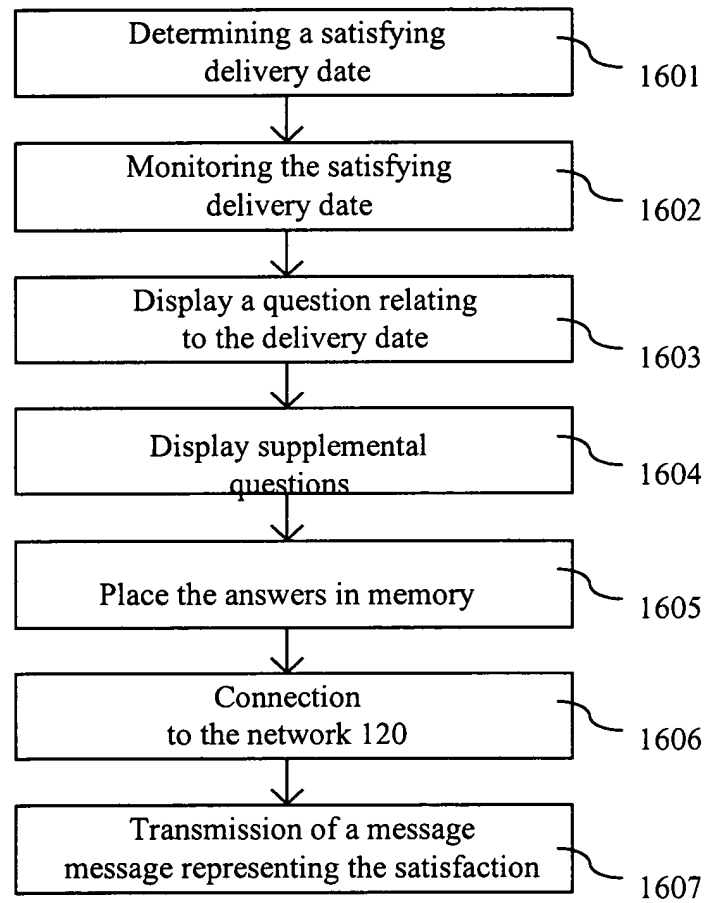 Determining a satisfying
delivery date
1601
Monitoring the satisfying
delivery date
1602
Display a question relating
to the delivery date
1603
Display supplemental
questions
1604
Place the answers in memory
1605
Connection
to the network 120
1606
Transmission of a message
message representing the satisfaction
1607